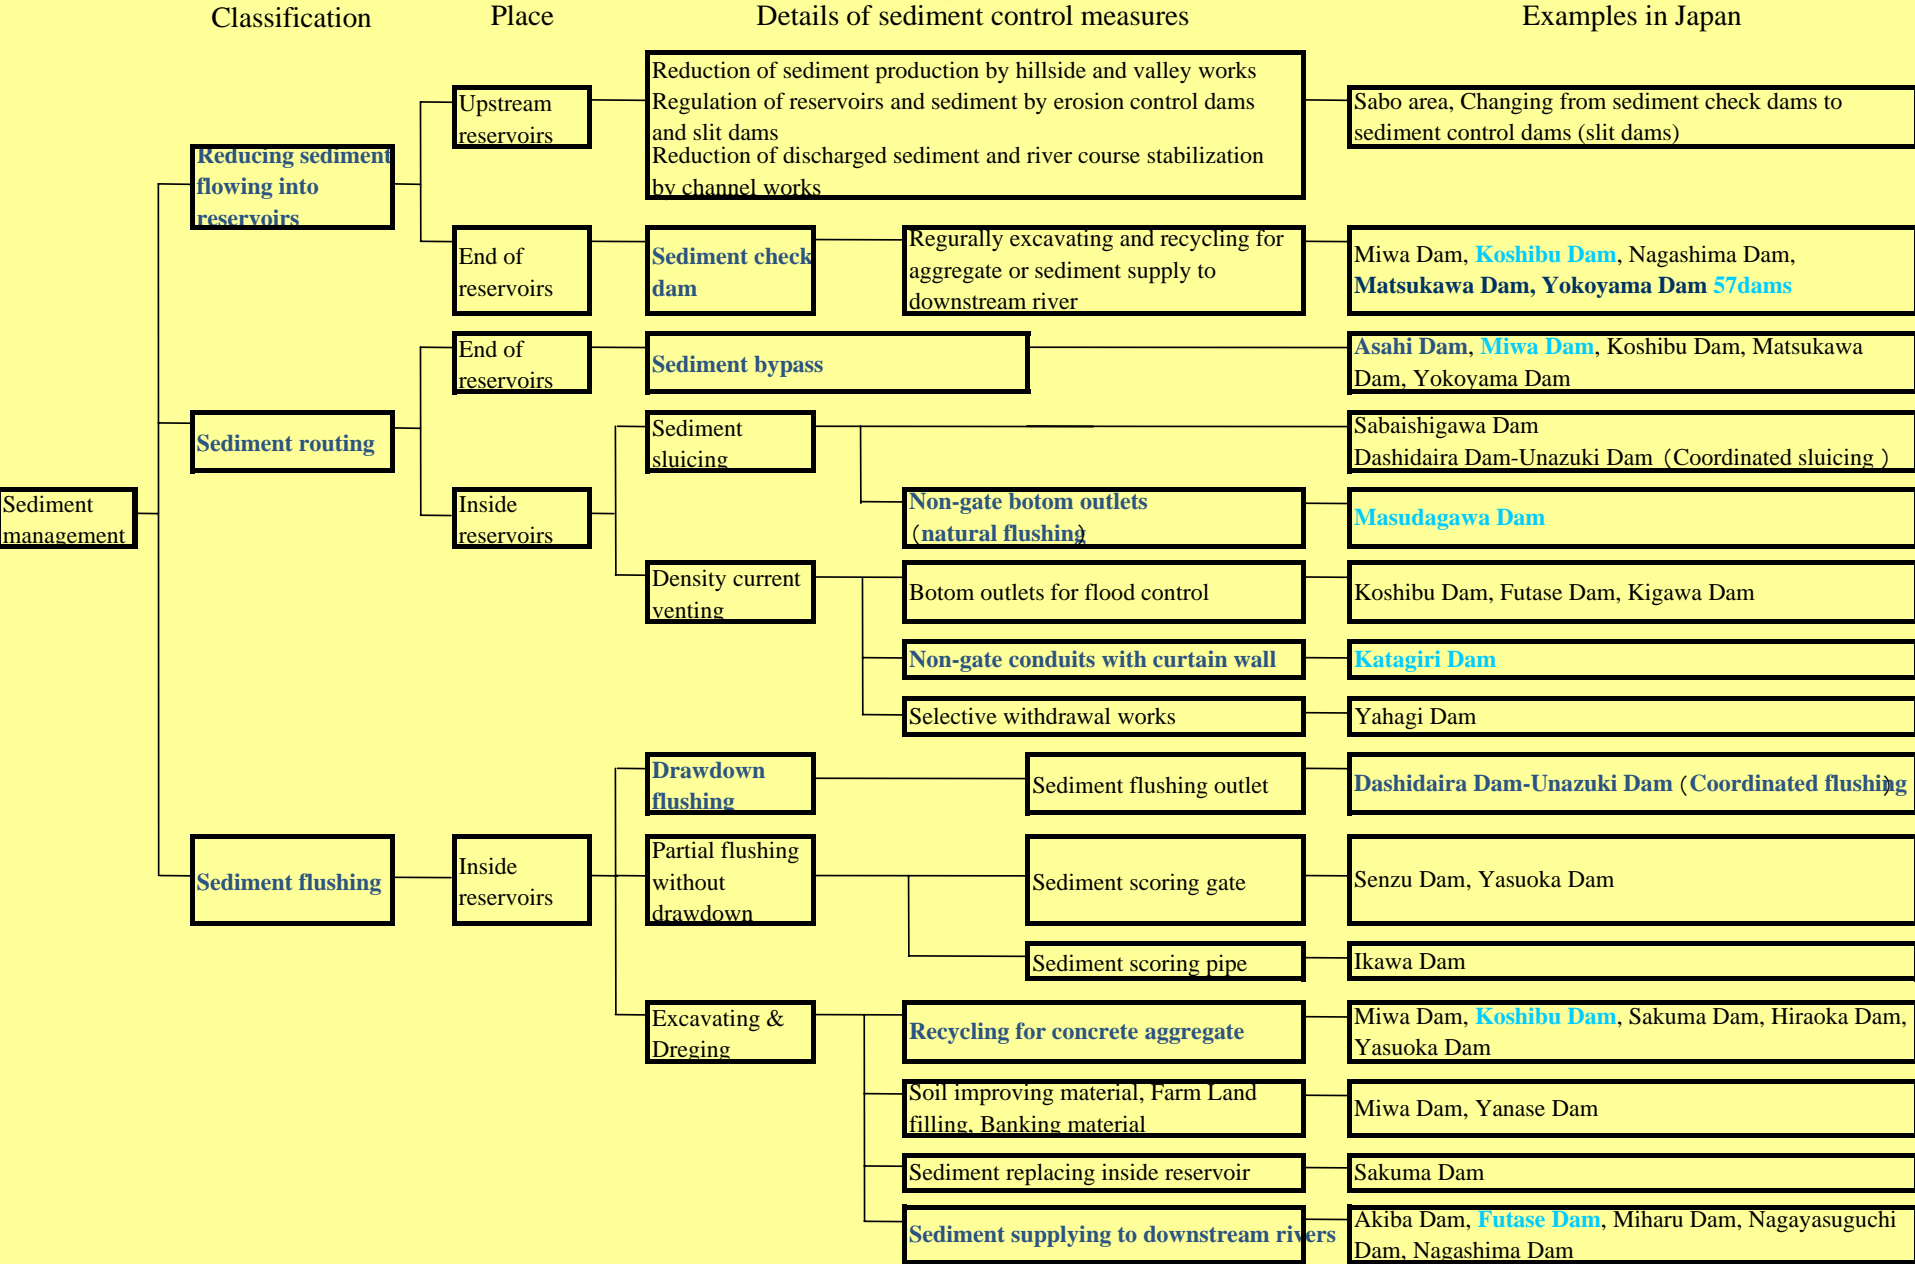 Classification
Place
Details of sediment control measures
Examples in Japan
Sediment
management
Reducing sediment
flowing into
reservoirs
Upstream
reservoirs
Reduction of sediment production by hillside and valley works
Regulation of reservoirs and sediment by erosion control dams
and slit dams
Reduction of discharged sediment and river course stabilization
by channel works
Sabo area, Changing from sediment check dams to
sediment control dams (slit dams)
End of
reservoirs
Sediment check
dam
Regurally excavating and recycling for
aggregate or sediment supply to
downstream river
Miwa Dam, Koshibu Dam, Nagashima Dam,
Matsukawa Dam, Yokoyama Dam 57dams
Sediment routing
End of
reservoirs
Sediment bypass
Asahi Dam, Miwa Dam, Koshibu Dam, Matsukawa
Dam, Yokoyama Dam
Inside
reservoirs
Sediment
sluicing
Sabaishigawa Dam
Dashidaira Dam-Unazuki Dam（Coordinated sluicing ）
Non-gate botom outlets
（natural flushing）
Masudagawa Dam
Density current
venting
Botom outlets for flood control
Koshibu Dam, Futase Dam, Kigawa Dam
Non-gate conduits with curtain wall
Katagiri Dam
Selective withdrawal works
Yahagi Dam
Sediment flushing
Inside
reservoirs
Drawdown
flushing
Sediment flushing outlet
Dashidaira Dam-Unazuki Dam（Coordinated flushing）
Partial flushing
without
drawdown
Sediment scoring gate
Senzu Dam, Yasuoka Dam
Sediment scoring pipe
Ikawa Dam
Excavating &
Dreging
Recycling for concrete aggregate
Miwa Dam, Koshibu Dam, Sakuma Dam, Hiraoka Dam,
Yasuoka Dam
Soil improving material, Farm Land
filling, Banking material
Miwa Dam, Yanase Dam
Sediment replacing inside reservoir
Sakuma Dam
Sediment supplying to downstream rivers
Akiba Dam, Futase Dam, Miharu Dam, Nagayasuguchi
Dam, Nagashima Dam